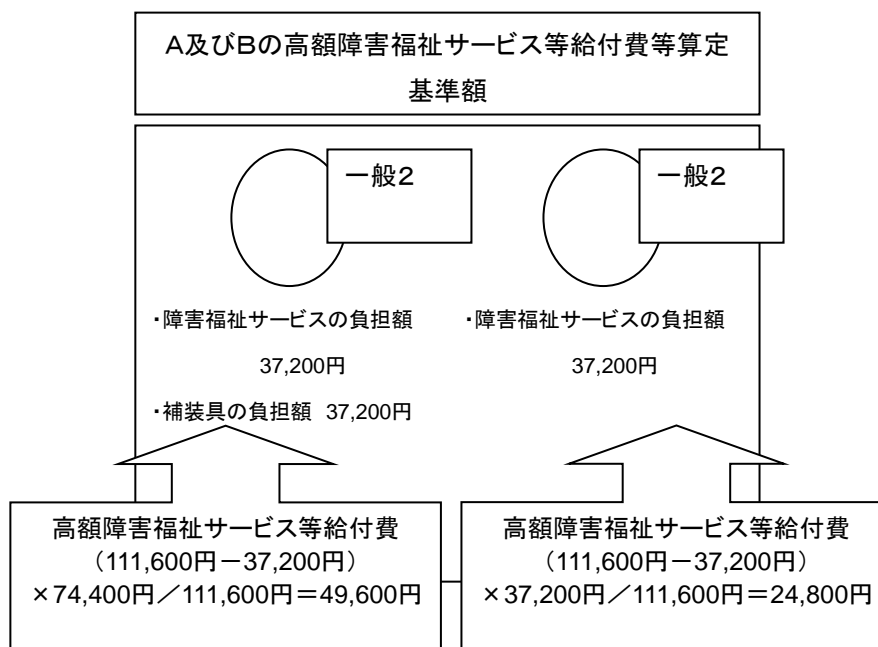 A及びBの高額障害福祉サービス等給付費等算定
基準額
一般2
一般2
・障害福祉サービスの負担額
37,200円
・補装具の負担額 37,200円
・障害福祉サービスの負担額
37,200円
高額障害福祉サービス等給付費
(111,600円-37,200円)
×74,400円/111,600円=49,600円
高額障害福祉サービス等給付費
(111,600円-37,200円)
×37,200円/111,600円=24,800円